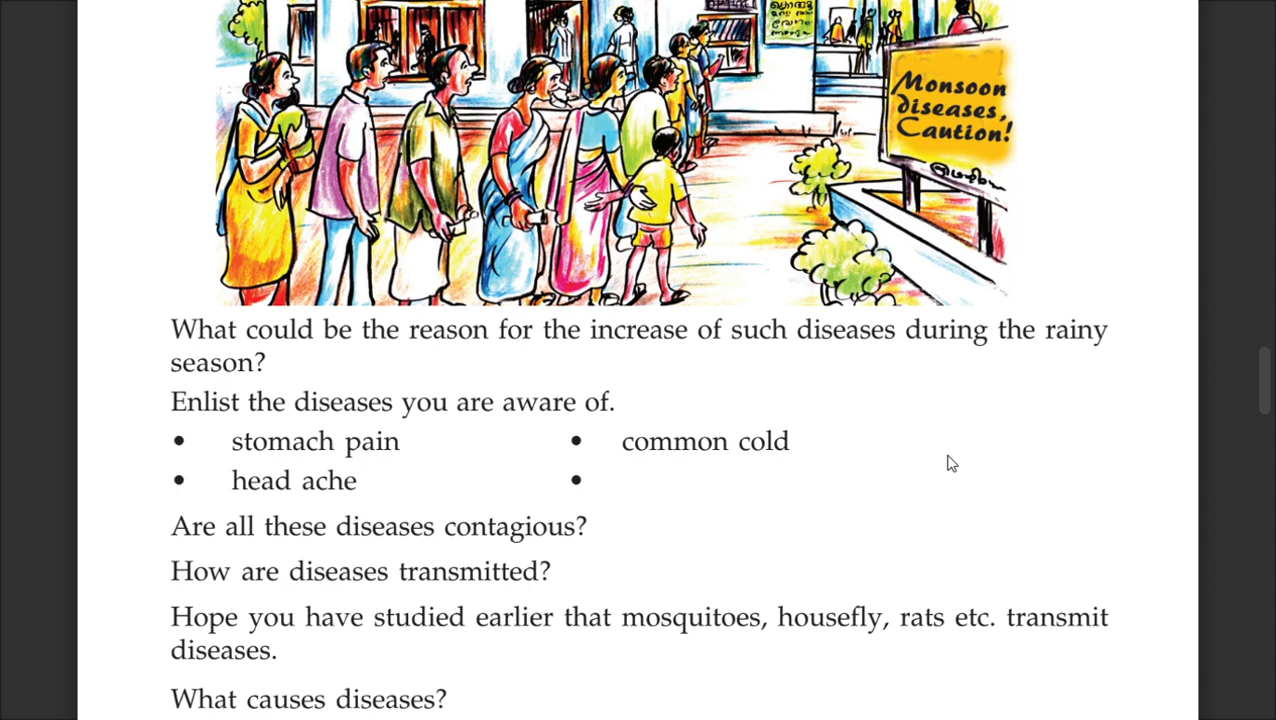 Monsoon
diseases,
Caution!
What could be the reason for the increase of such diseases during the rainy
season?
Enlist the diseases you are aware of.
• stomach pain • common cold
• head ache •
Are all these diseases contagious?
How are diseases transmitted?
Hope you have studied earlier that mosquitoes, housefly, rats etc. transmit
diseases.
What causes diseases?